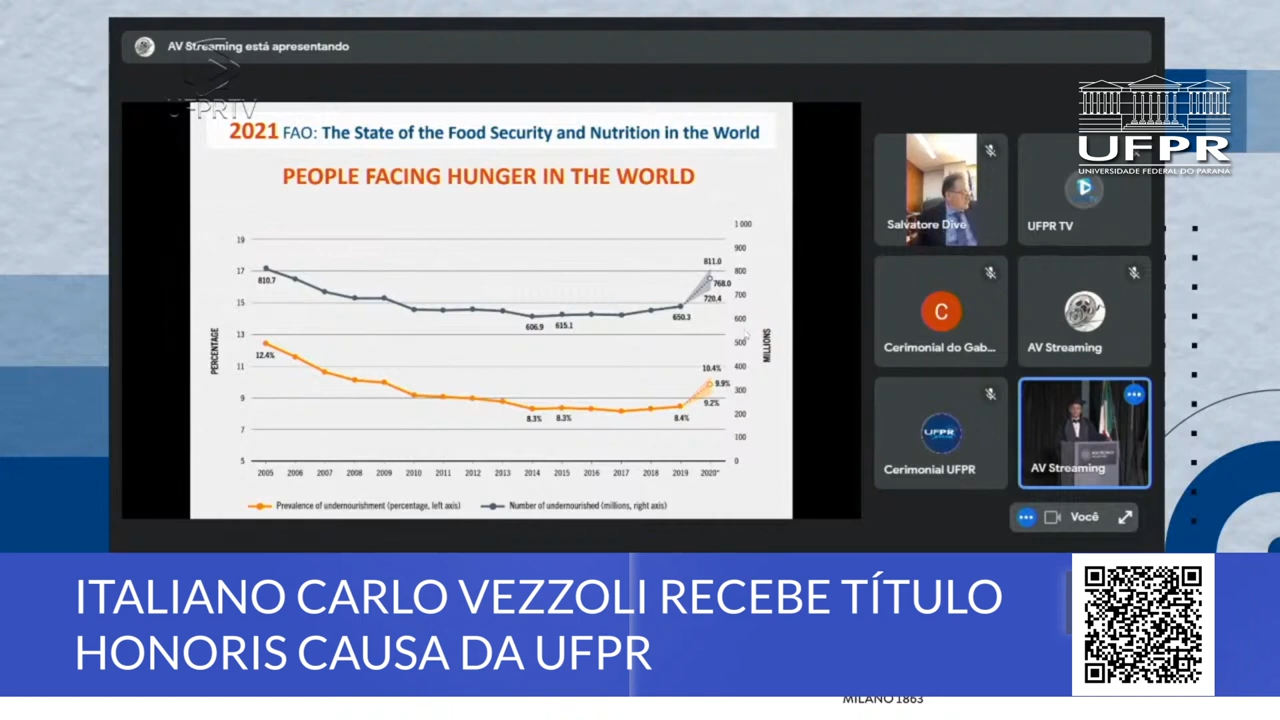 AV Streaming está apresentando
UFPRTV
2021 FAO: The State of the Food Security and Nutrition in the World
PEOPLE FACING HUNGER IN THE WORLD
PERCENTAGE
19
17
15
13
11
9
7
5
1 000
900
800
700
600
500
400
300
200
100
0
MILLIONS
810.7
606.9
615.1
650.3
811.0
768.0
720.4
12.4%
8.3%
8.3%
8.4%
10.4%
9.9%
9.2%
2005 2006 2007 2008 2009 2010 2011 2012 2013 2014 2015 2016 2017 2018 2019 2020*
Prevalence of undernourishment (percentage, left axis)
Number of undernourished (millions, right axis)
UFPR
UNIVERSIDADE FEDERAL DO PARANÁ
Salvatore Dive
UFPR TV
C
Cerimonial do Gab...
AV Streaming
UFPR
Cerimonial UFPR
AV Streaming
Você
ITALIANO CARLO VEZZOLI RECEBE TÍTULO
HONORIS CAUSA DA UFPR
MILANO 1863